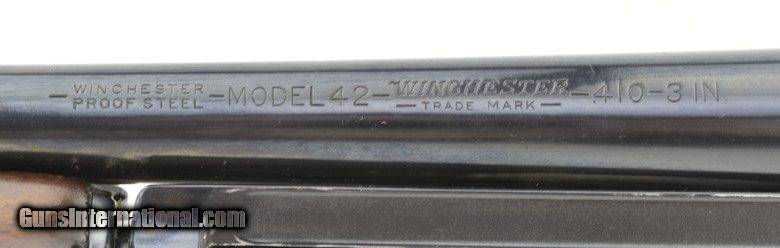 WINCHESTER
PROOF STEEL
-MODEL 42-
WINCHESTER
TRADE MARK
-.410-3 IN.
GunsInternational.com